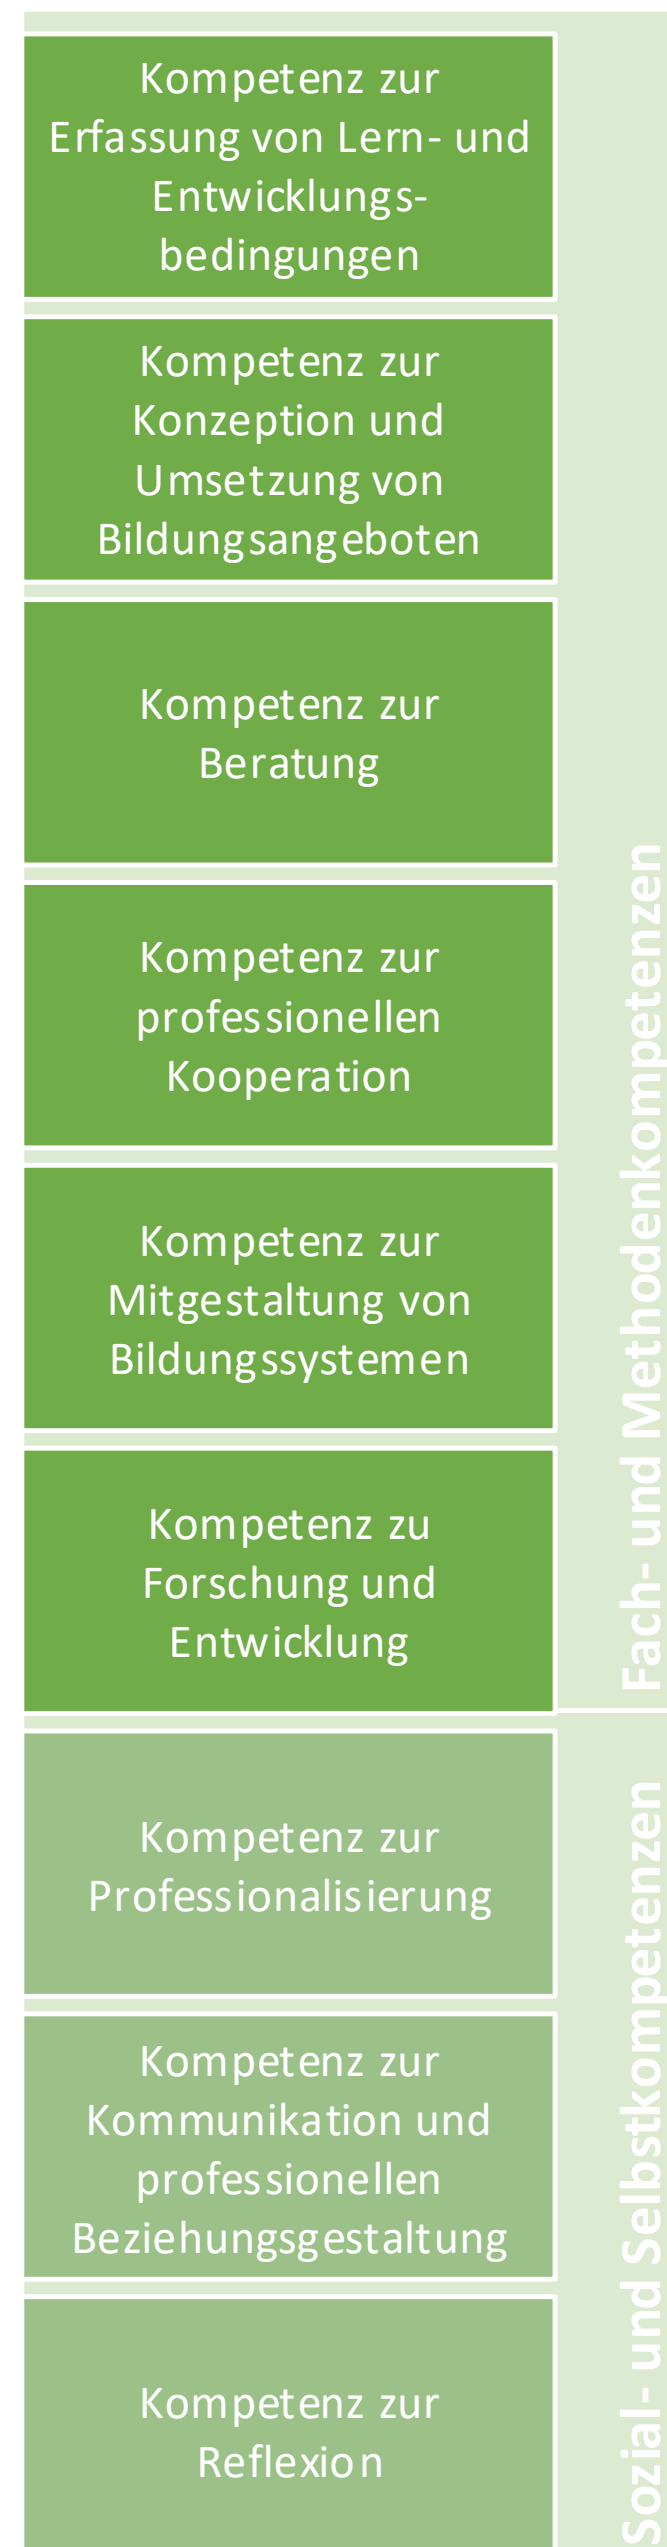 Kompetenz zur
Erfassung von Lern- und
Entwicklungs-
bedingungen
Kompetenz zur
Konzeption und
Umsetzung von
Bildungsangeboten
Kompetenz zur
Beratung
Kompetenz zur
professionellen
Kooperation
Kompetenz zur
Mitgestaltung von
Bildungssystemen
Kompetenz zu
Forschung und
Entwicklung
Fach- und Methodenkompetenzen
Kompetenz zur
Professionalisierung
Kompetenz zur
Kommunikation und
professionellen
Beziehungsgestaltung
Kompetenz zur
Reflexion
Sozial- und Selbstkompetenzen